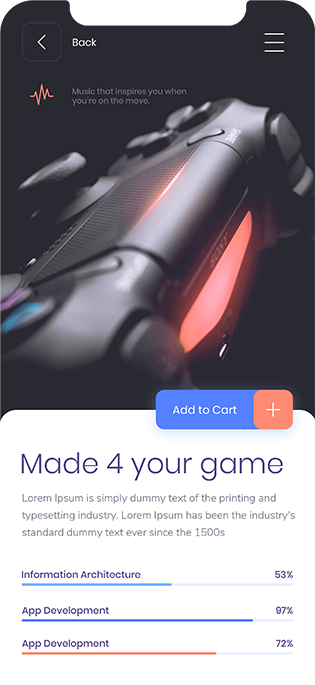 Back
Music that inspires you when
you're on the move.
SHARE
SONY
Add to Cart
Made 4 your game
Lorem Ipsum is simply dummy text of the printing and
typesetting industry. Lorem Ipsum has been the industry's
standard dummy text ever since the 1500s
Information Architecture 53%
App Development 97%
App Development 72%